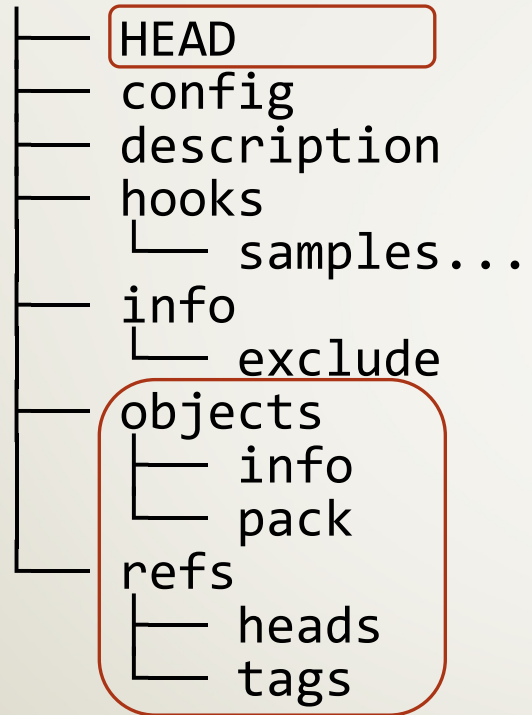 HEAD
config
description
hooks
samples...
info
exclude
objects
info
pack
refs
heads
tags